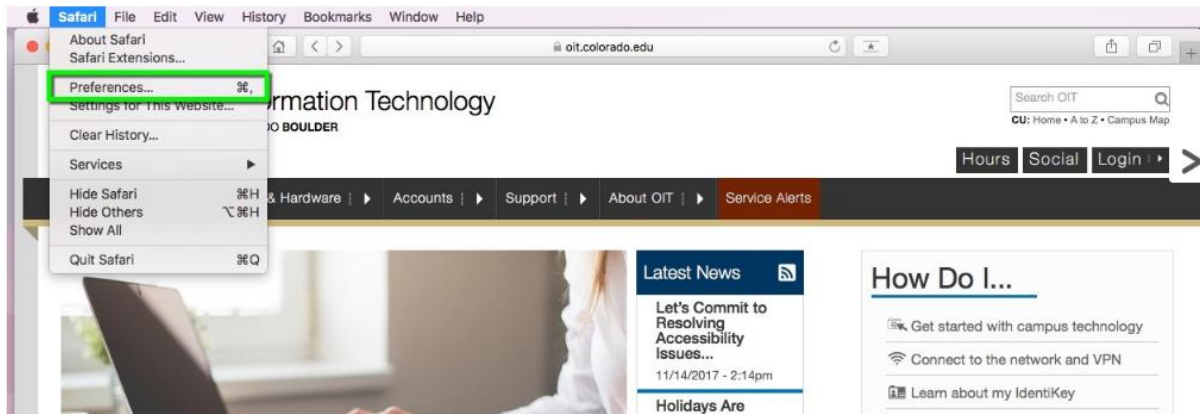 Safari File Edit View History Bookmarks Window Help
About Safari
Safari Extensions...
Preferences... ⌘,
Settings for This Website...
Clear History...
Services ▶
Hide Safari ⌘H
Hide Others ⌥⌘H
Show All
Quit Safari ⌘Q
oit.colorado.edu
rmation Technology
DO BOULDER
Search OIT
CU: Home • A to Z • Campus Map
Hours Social Login
& Hardware Accounts Support About OIT Service Alerts
Latest News
Let's Commit to
Resolving
Accessibility
Issues...
11/14/2017 - 2:14pm
Holidays Are
How Do I...
Get started with campus technology
Connect to the network and VPN
Learn about my IdentiKey